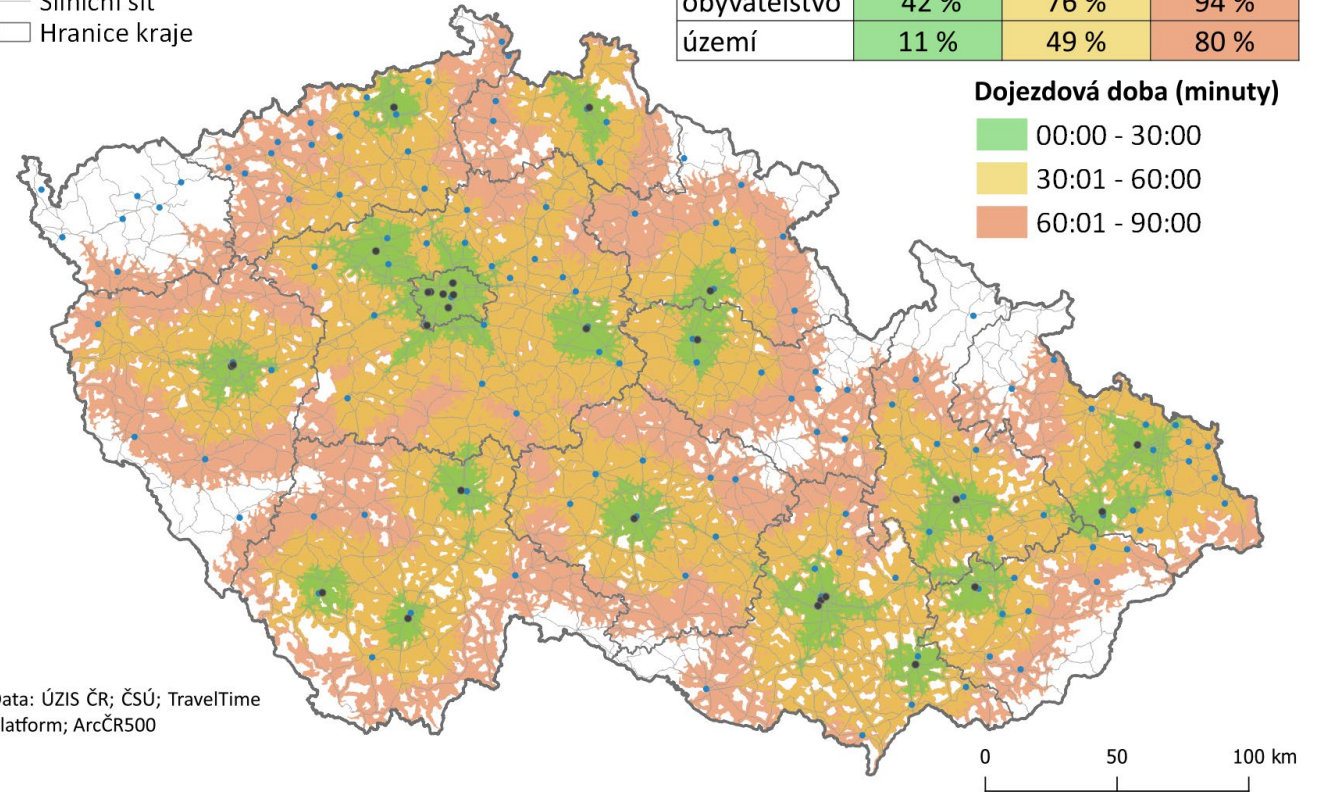 Silniční síť
Hranice kraje
obyvatelstvo 42 % 76 % 94 %
území 11 % 49 % 80 %
Dojezdová doba (minuty)
00:00 - 30:00
30:01 - 60:00
60:01 - 90:00
Data: ÚZIS ČR; ČSÚ; TravelTime
Platform; ArcČR500
0 50 100 km